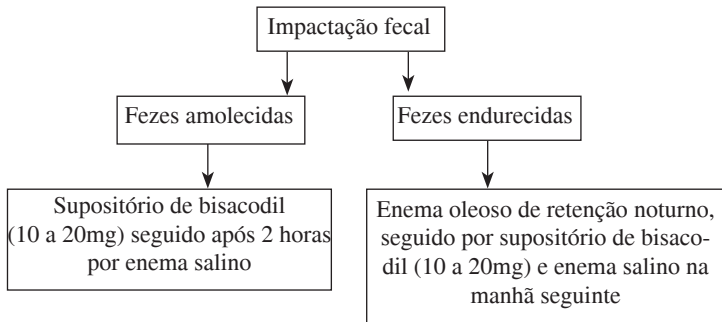 Impactação fecal
Fezes amolecidas
Fezes endurecidas
Supositório de bisacodil
(10 a 20mg) seguido após 2 horas
por enema salino
Enema oleoso de retenção noturno,
seguido por supositório de bisaco-
dil (10 a 20mg) e enema salino na
manhã seguinte